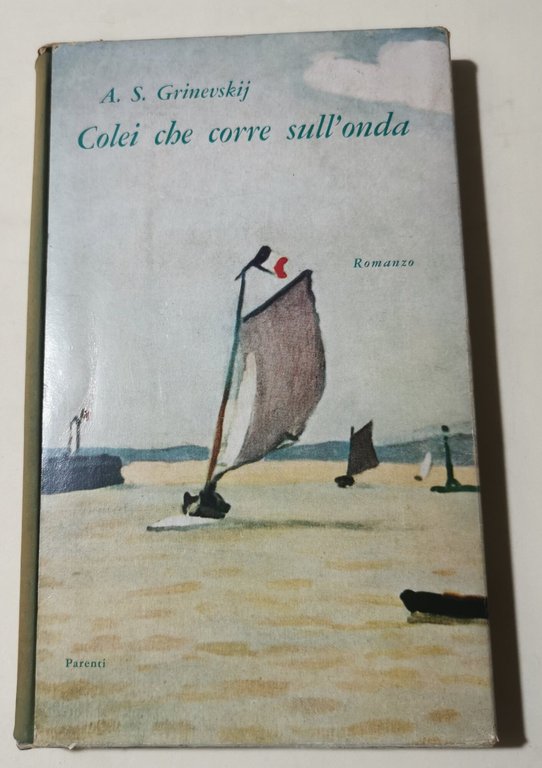 A. S. Grinevskij
Colei che corre sull'onda
Romanzo
Parenti